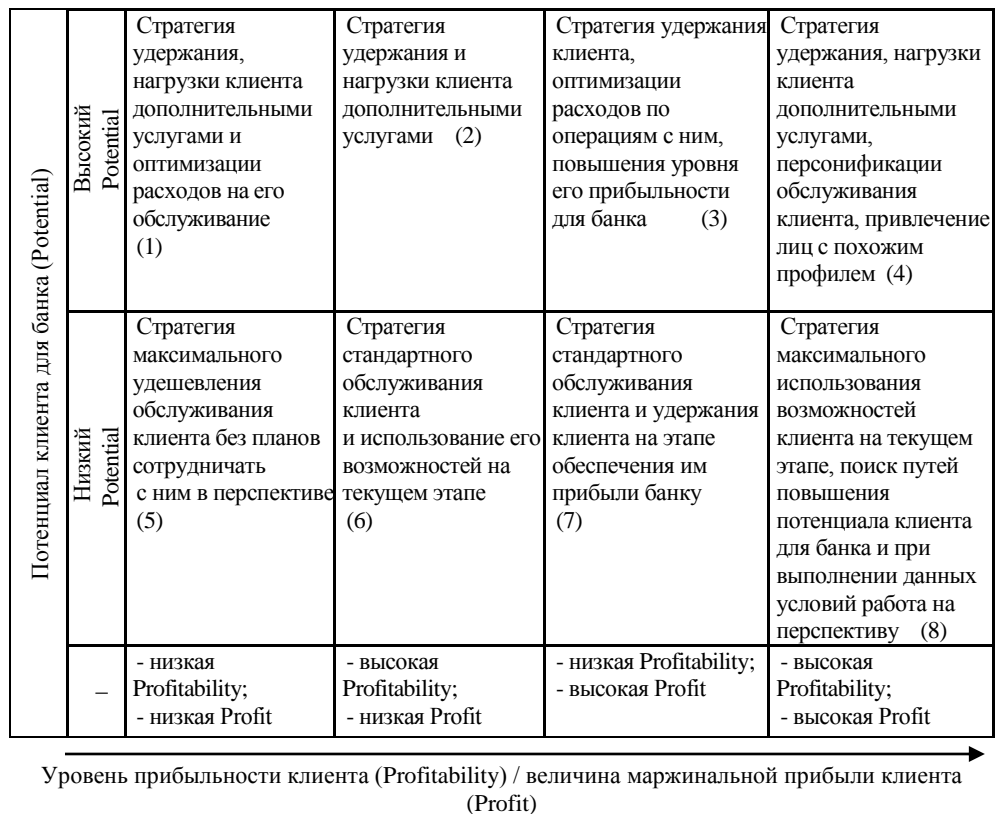 Потенциал клиента для банка (Potential)
Высокий
Potential
Стратегия
удержания,
нагрузки клиента
дополнительными
услугами и
оптимизации
расходов на его
обслуживание
(1)
Стратегия
удержания и
нагрузки клиента
дополнительными
услугами (2)
Стратегия удержания
клиента,
оптимизации
расходов по
операциям с ним,
повышения уровня
его прибыльности
для банка (3)
Стратегия
удержания, нагрузки
клиента
дополнительными
услугами,
персонификации
обслуживания
клиента, привлечение
лиц с похожим
профилем (4)
Низкий
Potential
Стратегия
максимального
удешевления
обслуживания
клиента без планов
сотрудничать
с ним в перспективе
(5)
Стратегия
стандартного
обслуживания
клиента
и использование его
возможностей на
текущем этапе
(6)
Стратегия
стандартного
обслуживания
клиента и удержания
клиента на этапе
обеспечения им
прибыли банку
(7)
Стратегия
максимального
использования
возможностей
клиента на текущем
этапе, поиск путей
повышения
потенциала клиента
для банка и при
выполнении данных
условий работа на
перспективу (8)
–
- низкая
Profitability;
- низкая Profit
- высокая
Profitability;
- низкая Profit
- низкая Profitability;
- высокая Profit
- высокая
Profitability;
- высокая Profit
Уровень прибыльности клиента (Profitability) / величина маржинальной прибыли клиента
(Profit)